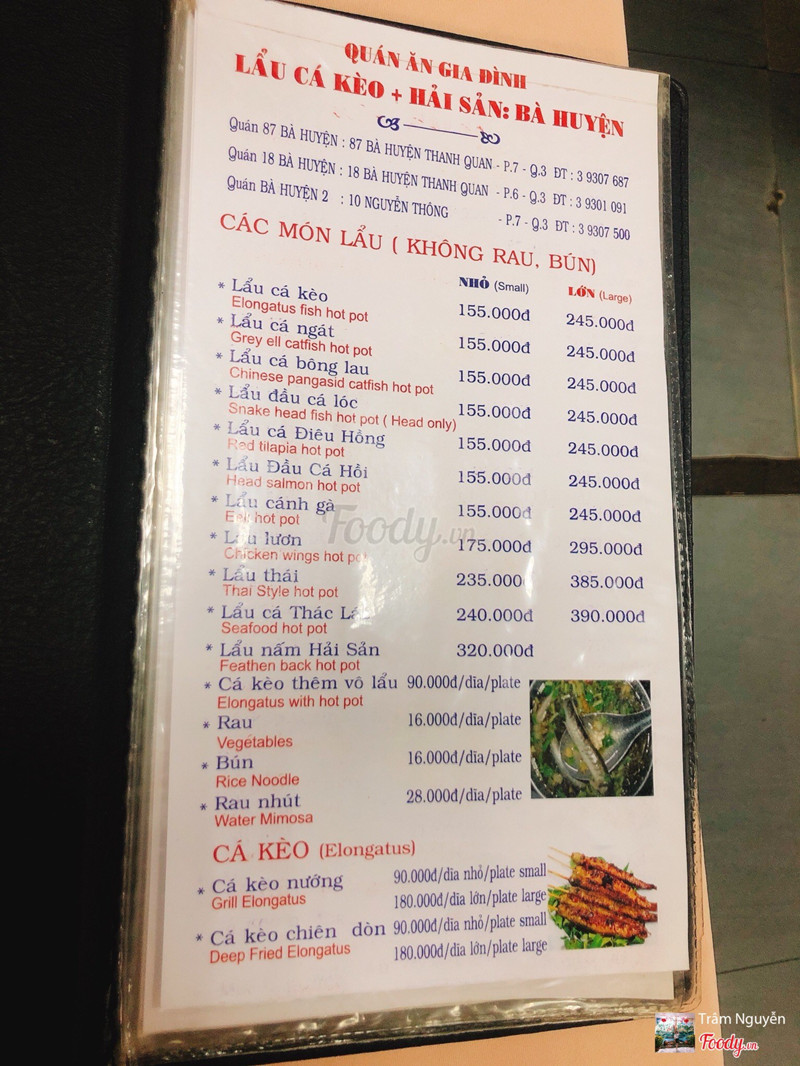 QUÁN ĂN GIA ĐÌNH
LẨU CÁ KÈO + HẢI SẢN: BÀ HUYỆN
Quán 87 BÀ HUYỆN : 87 BÀ HUYỆN THANH QUAN - P.7 - Q.3 ĐT : 3 9307 687
Quán 18 BÀ HUYỆN : 18 BÀ HUYỆN THANH QUAN - P.6 - Q.3 ĐT : 3 9301 091
Quán BÀ HUYỆN 2 : 10 NGUYỄN THÔNG - P.7 - Q.3 ĐT : 3 9307 500
CÁC MÓN LẨU ( KHÔNG RAU, BÚN)
NHỎ (Small) LỚN (Large)
* Lẩu cá kèo 155.000đ 245.000đ
Elongatus fish hot pot
* Lẩu cá ngát 155.000đ 245.000đ
Grey ell catfish hot pot
* Lẩu cá bông lau 155.000đ 245.000đ
Chinese pangasid catfish hot pot
* Lẩu đầu cá lóc 155.000đ 245.000đ
Snake head fish hot pot ( Head only)
* Lẩu cá Điêu Hồng 155.000đ 245.000đ
Red tilapia hot pot
* Lẩu Đầu Cá Hồi 155.000đ 245.000đ
Head salmon hot pot
* Lẩu cánh gà 155.000đ 245.000đ
Eell hot pot
* Lẩu lươn 175.000đ 295.000đ
Chicken wings hot pot
* Lẩu thái 235.000 385.000đ
Thai Style hot pot
* Lẩu cá Thác Lá 240.000đ 390.000đ
Seafood hot pot
* Lẩu nấm Hải Sản 320.000đ
Feathen back hot pot
* Cá kèo thêm vô lẩu 90.000đ/dĩa/plate
Elongatus with hot pot
* Rau 16.000đ/dĩa/plate
Vegetables
* Bún 16.000đ/dĩa/plate
Rice Noodle
* Rau nhút 28.000đ/dĩa/plate
Water Mimosa
CÁ KÈO (Elongatus)
* Cá kèo nướng 90.000đ/dĩa nhỏ/plate small
Grill Elongatus 180.000đ/dĩa lớn/plate large
* Cá kèo chiên dòn 90.000đ/dĩa nhỏ/plate small
Deep Fried Elongatus 180.000đ/dĩa lớn/plate large
Foody.vn
Trâm Nguyễn
Foody.vn